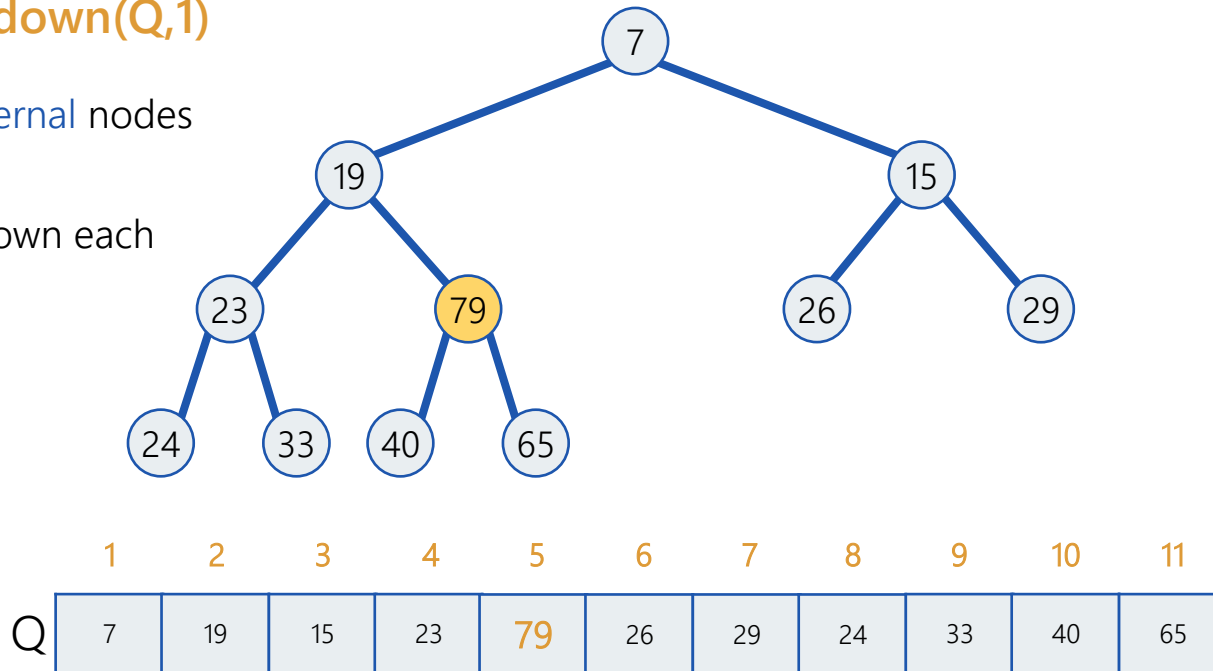 down(Q,1)
ernal nodes
own each
7
19 15
23 79 26 29
24 33 40 65
1 2 3 4 5 6 7 8 9 10 11
Q 7 19 15 23 79 26 29 24 33 40 65